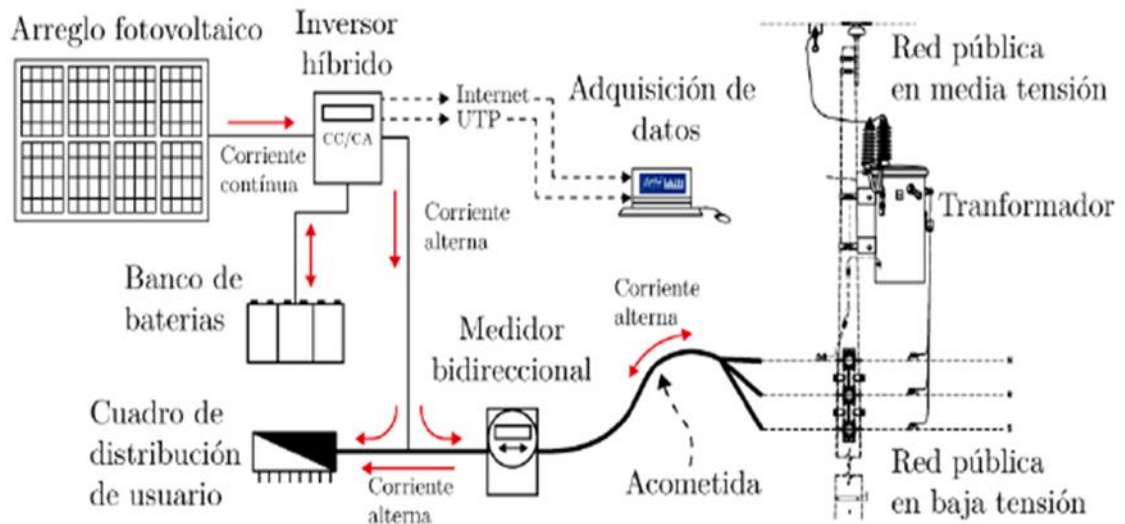 Arreglo fotovoltaico
Inversor
híbrido
CC/CA
Corriente
contínua
Internet
UTP
Adquisición de
datos
Red pública
en media tensión
Tranformador
Corriente
alterna
Banco de
baterias
Corriente
alterna
Medidor
bidireccional
Cuadro de
distribución
de usuario
Corriente
alterna
Acometida
Red pública
en baja tensión